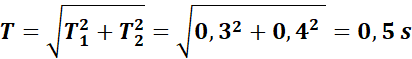 T = √(T₁² + T₂²) = √(0,3² + 0,4²) = 0,5 s